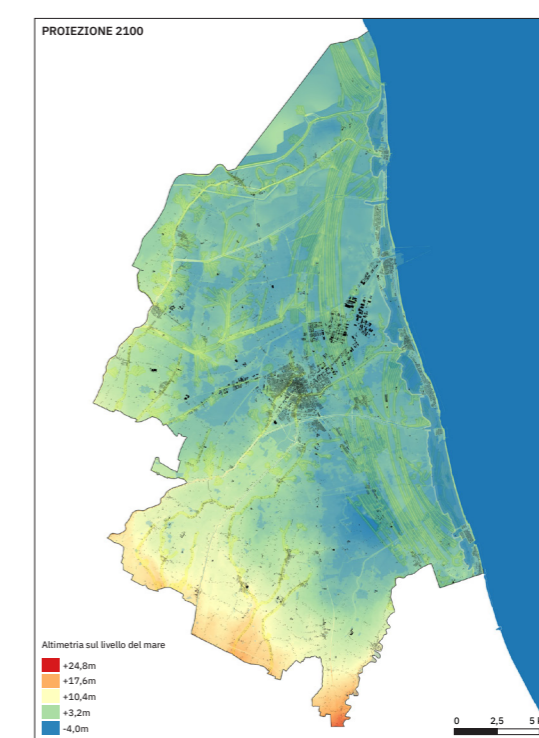 PROIEZIONE 2100
Altimetria sul livello del mare
+24,8m
+17,6m
+10,4m
+3,2m
-4,0m
0 2,5 5